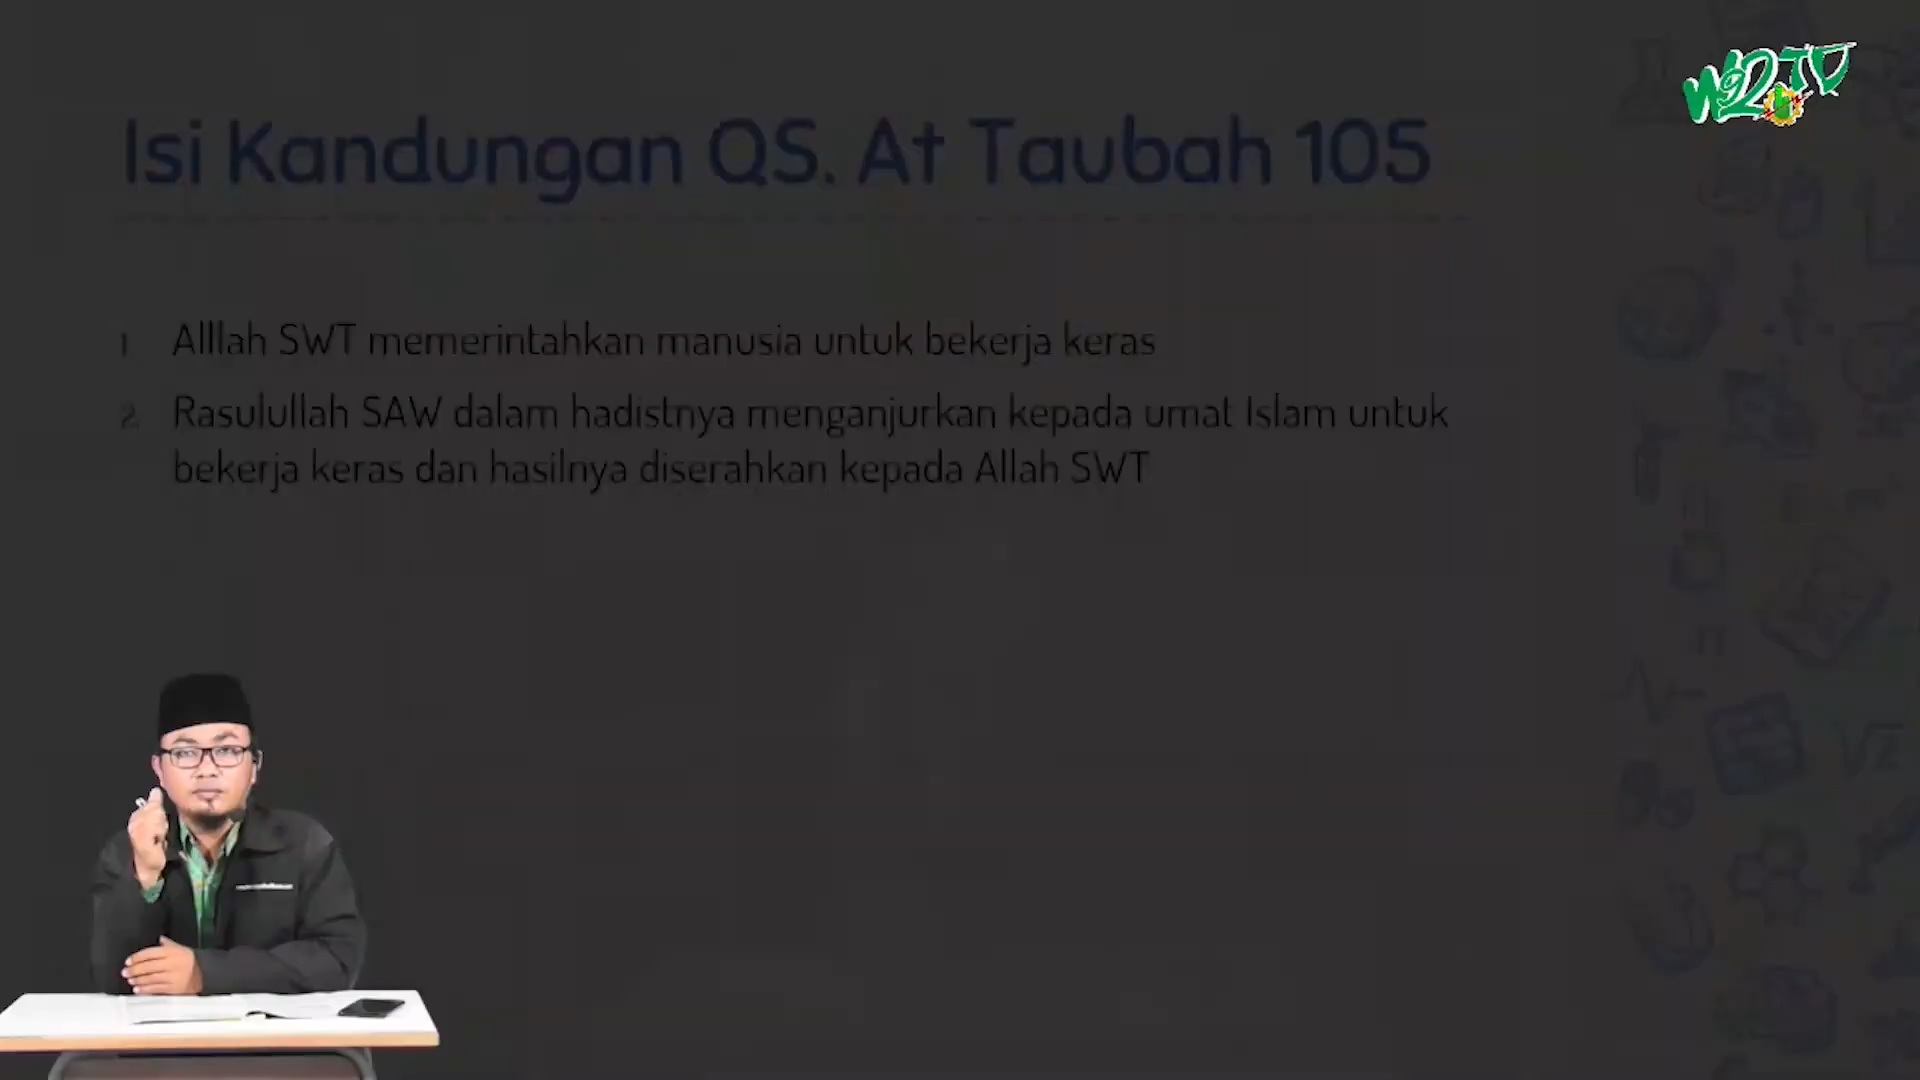 W92TV
Isi Kandungan QS. At Taubah 105
1. Alllah SWT memerintahkan manusia untuk bekerja keras
2. Rasulullah SAW dalam hadistnya menganjurkan kepada umat Islam untuk
bekerja keras dan hasilnya diserahkan kepada Allah SWT